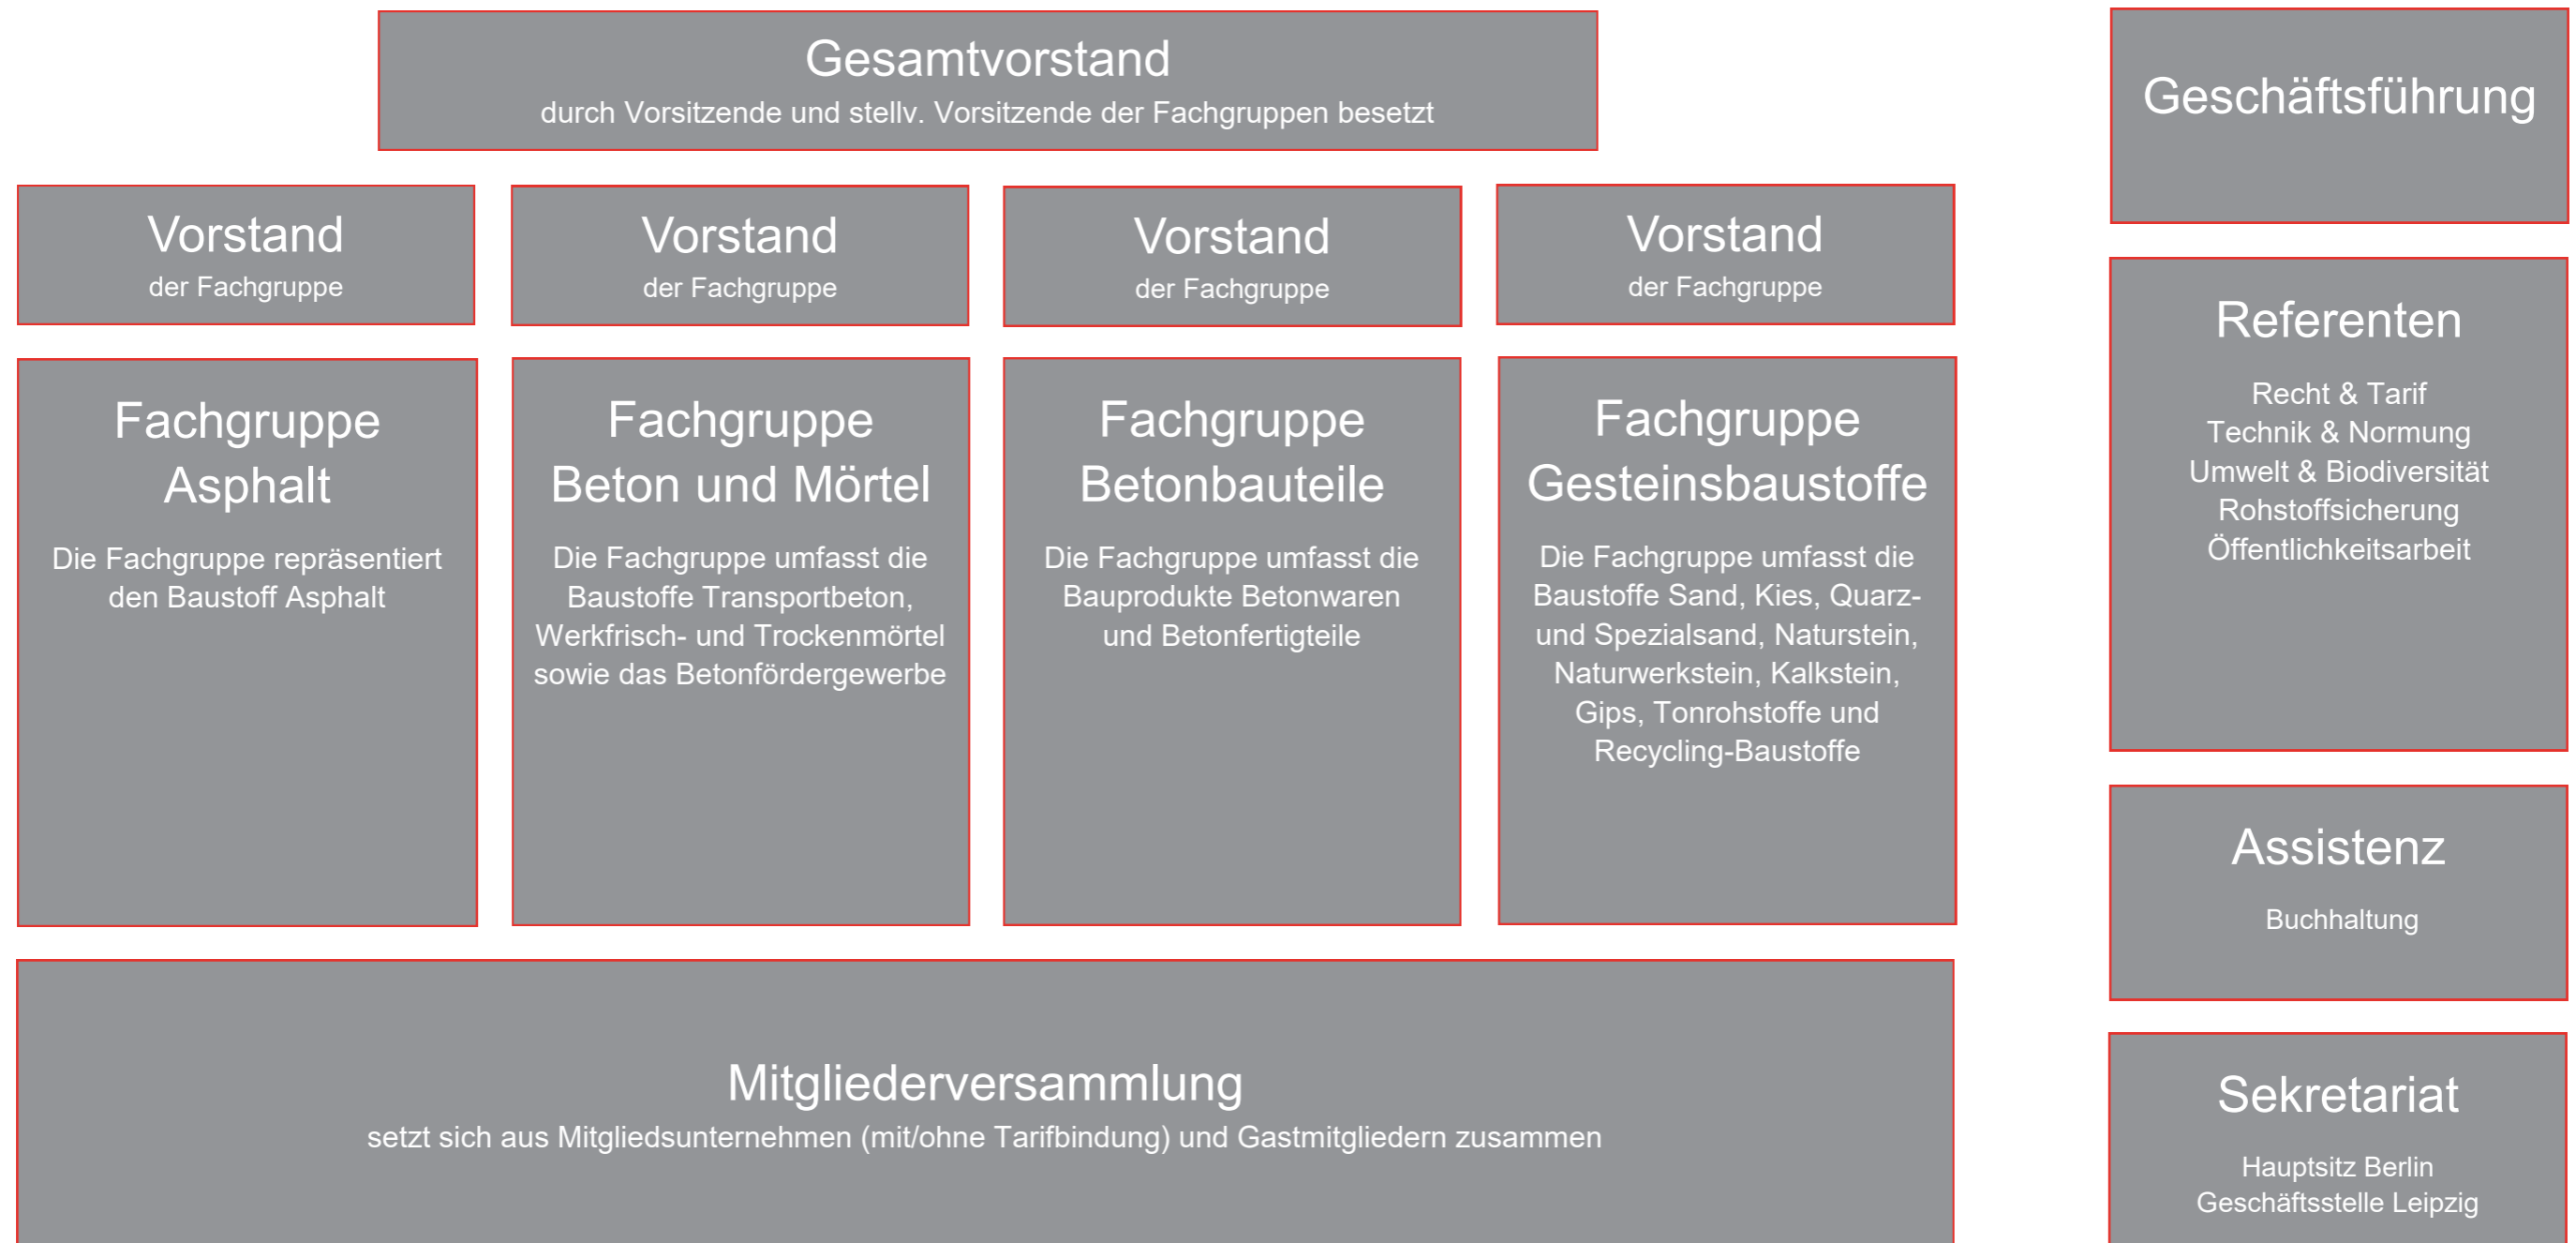 Gesamtvorstand
durch Vorsitzende und stellv. Vorsitzende der Fachgruppen besetzt
Vorstand
der Fachgruppe
Vorstand
der Fachgruppe
Vorstand
der Fachgruppe
Vorstand
der Fachgruppe
Fachgruppe
Asphalt
Die Fachgruppe repräsentiert
den Baustoff Asphalt
Fachgruppe
Beton und Mörtel
Die Fachgruppe umfasst die
Baustoffe Transportbeton,
Werkfrisch- und Trockenmörtel
sowie das Betonfördergewerbe
Fachgruppe
Betonbauteile
Die Fachgruppe umfasst die
Bauprodukte Betonwaren
und Betonfertigteile
Fachgruppe
Gesteinsbaustoffe
Die Fachgruppe umfasst die
Baustoffe Sand, Kies, Quarz-
und Spezialsand, Naturstein,
Naturwerkstein, Kalkstein,
Gips, Tonrohstoffe und
Recycling-Baustoffe
Mitgliederversammlung
setzt sich aus Mitgliedsunternehmen (mit/ohne Tarifbindung) und Gastmitgliedern zusammen
Geschäftsführung
Referenten
Recht & Tarif
Technik & Normung
Umwelt & Biodiversität
Rohstoffsicherung
Öffentlichkeitsarbeit
Assistenz
Buchhaltung
Sekretariat
Hauptsitz Berlin
Geschäftsstelle Leipzig